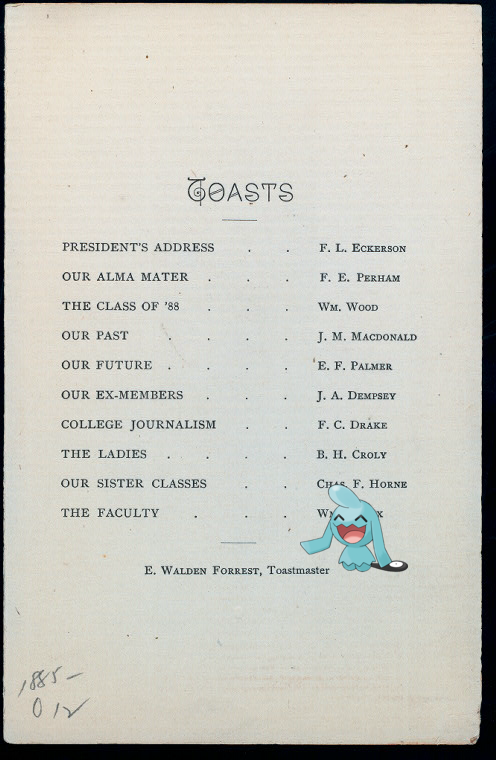 TOASTS
PRESIDENT'S ADDRESS . . F. L. ECKERSON
OUR ALMA MATER . . . F. E. PERHAM
THE CLASS OF '88 . . . WM. WOOD
OUR PAST . . . . J. M. MACDONALD
OUR FUTURE . . . . E. F. PALMER
OUR EX-MEMBERS . . . J. A. DEMPSEY
COLLEGE JOURNALISM . . F. C. DRAKE
THE LADIES . . . . B. H. CROLY
OUR SISTER CLASSES . . CHAS. F. HORNE
THE FACULTY . . .
E. WALDEN FORREST, Toastmaster
1885-
0 12